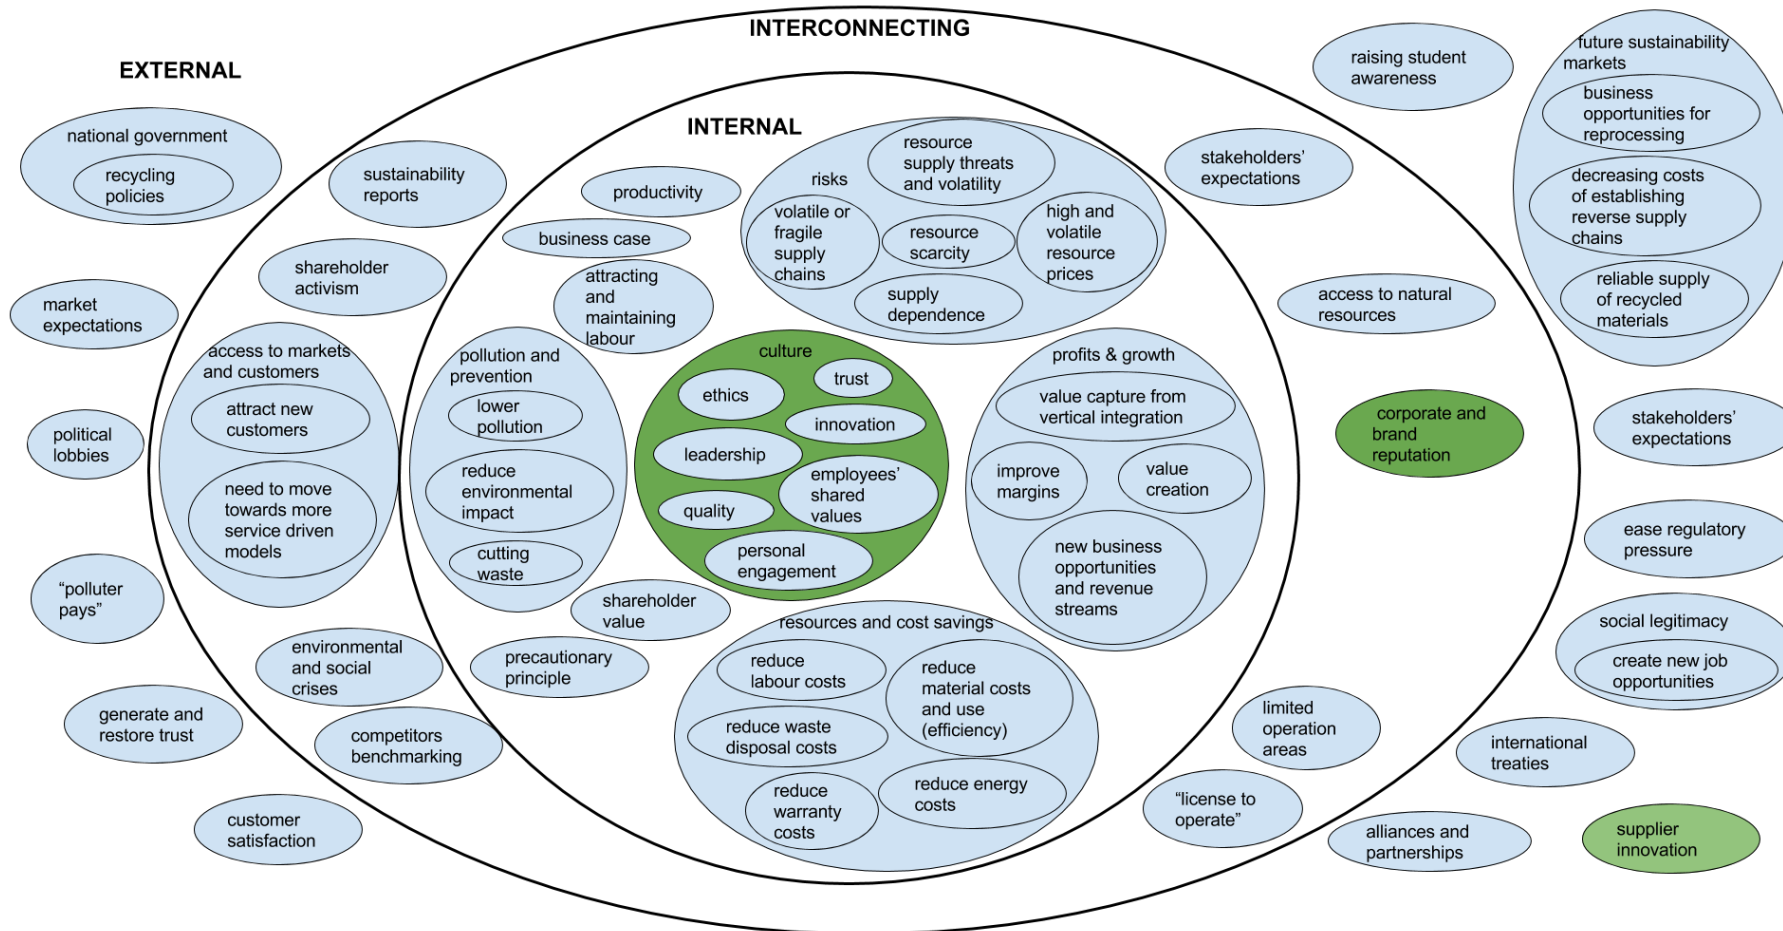 INTERCONNECTING
EXTERNAL
INTERNAL
national government
recycling
policies
market
expectations
political
lobbies
“polluter
pays”
generate and
restore trust
customer
satisfaction
sustainability
reports
shareholder
activism
access to markets
and customers
attract new
customers
need to move
towards more
service driven
models
environmental
and social
crises
competitors
benchmarking
productivity
business case
attracting
and
maintaining
labour
pollution and
prevention
lower
pollution
reduce
environmental
impact
cutting
waste
shareholder
value
precautionary
principle
risks
resource
supply threats
and volatility
volatile or
fragile
supply
chains
resource
scarcity
high and
volatile
resource
prices
supply
dependence
culture
ethics
trust
innovation
leadership
employees’
shared
values
quality
personal
engagement
profits & growth
value capture from
vertical integration
improve
margins
value
creation
new business
opportunities
and revenue
streams
resources and cost savings
reduce
labour costs
reduce
material costs
and use
(efficiency)
reduce waste
disposal costs
reduce
warranty
costs
reduce energy
costs
stakeholders’
expectations
access to natural
resources
corporate and
brand
reputation
limited
operation
areas
“license to
operate”
raising student
awareness
future sustainability
markets
business
opportunities for
reprocessing
decreasing costs
of establishing
reverse supply
chains
reliable supply
of recycled
materials
stakeholders’
expectations
ease regulatory
pressure
social legitimacy
create new job
opportunities
international
treaties
alliances and
partnerships
supplier
innovation